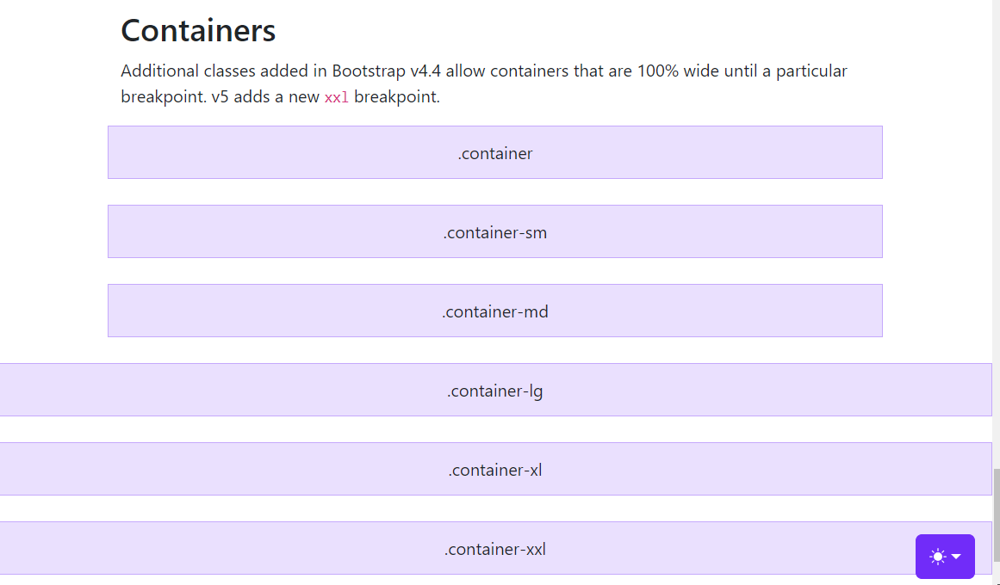 Containers
Additional classes added in Bootstrap v4.4 allow containers that are 100% wide until a particular
breakpoint. v5 adds a new xxl breakpoint.
.container
.container-sm
.container-md
.container-lg
.container-xl
.container-xxl